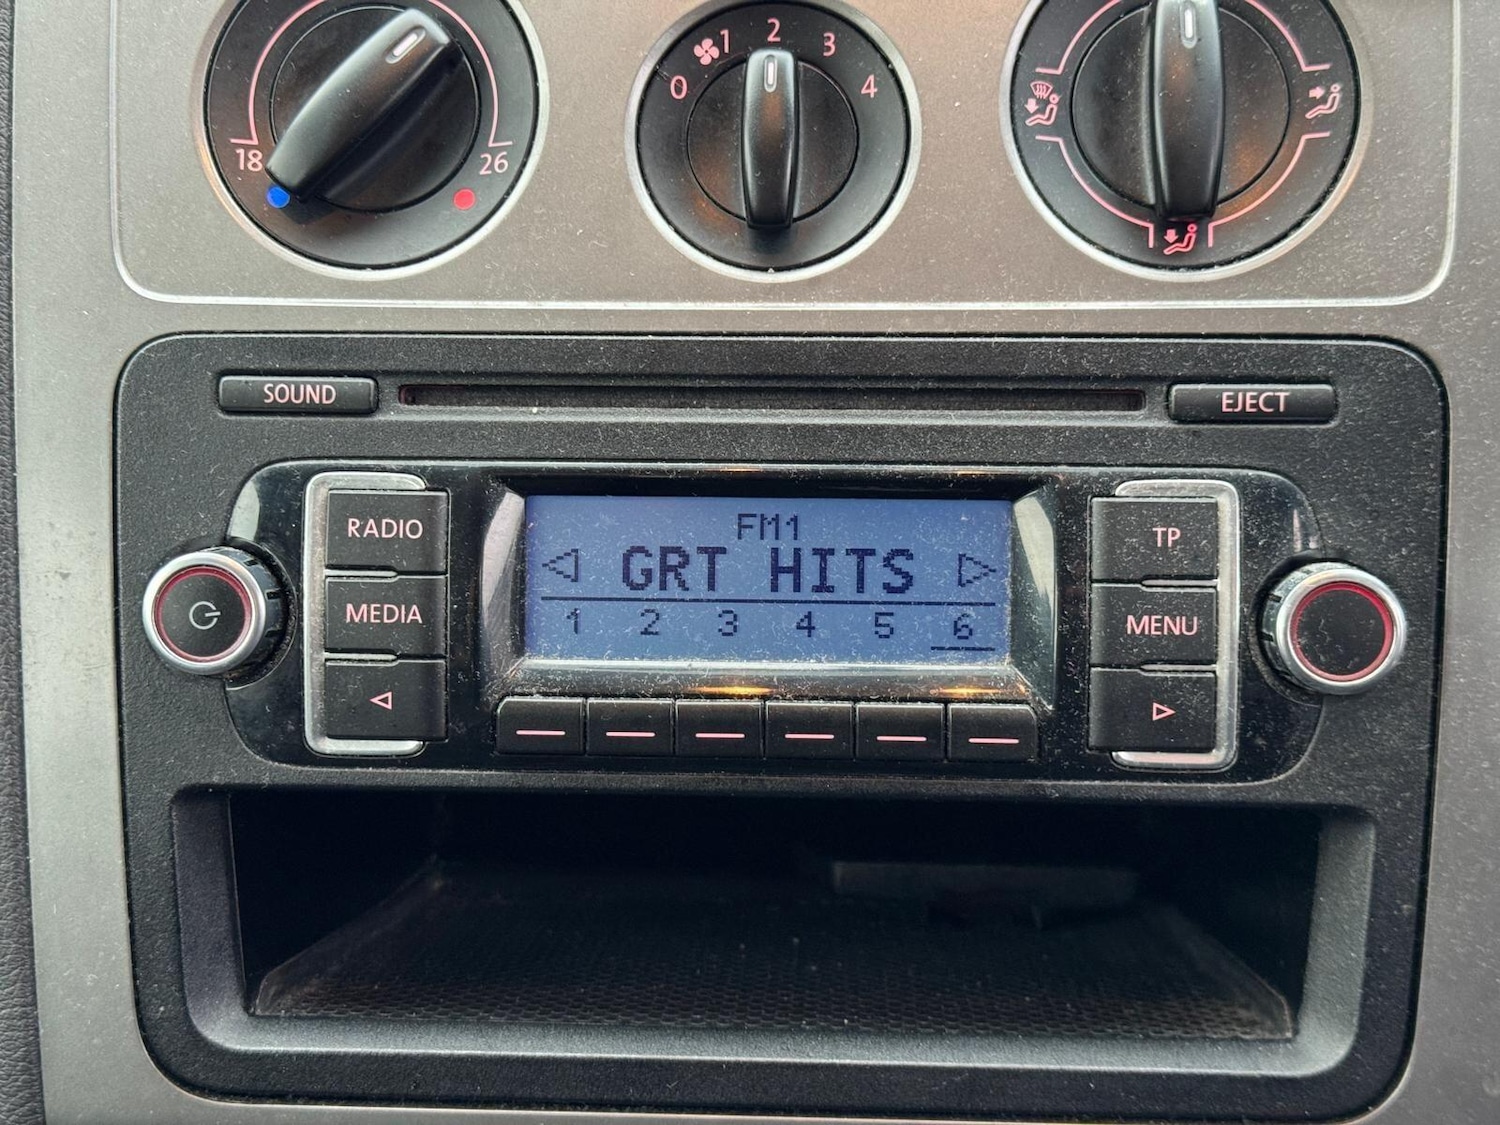 18 26
0 1 2 3 4
SOUND EJECT
RADIO FM1 TP
GRT HITS
MEDIA 1 2 3 4 5 6 MENU